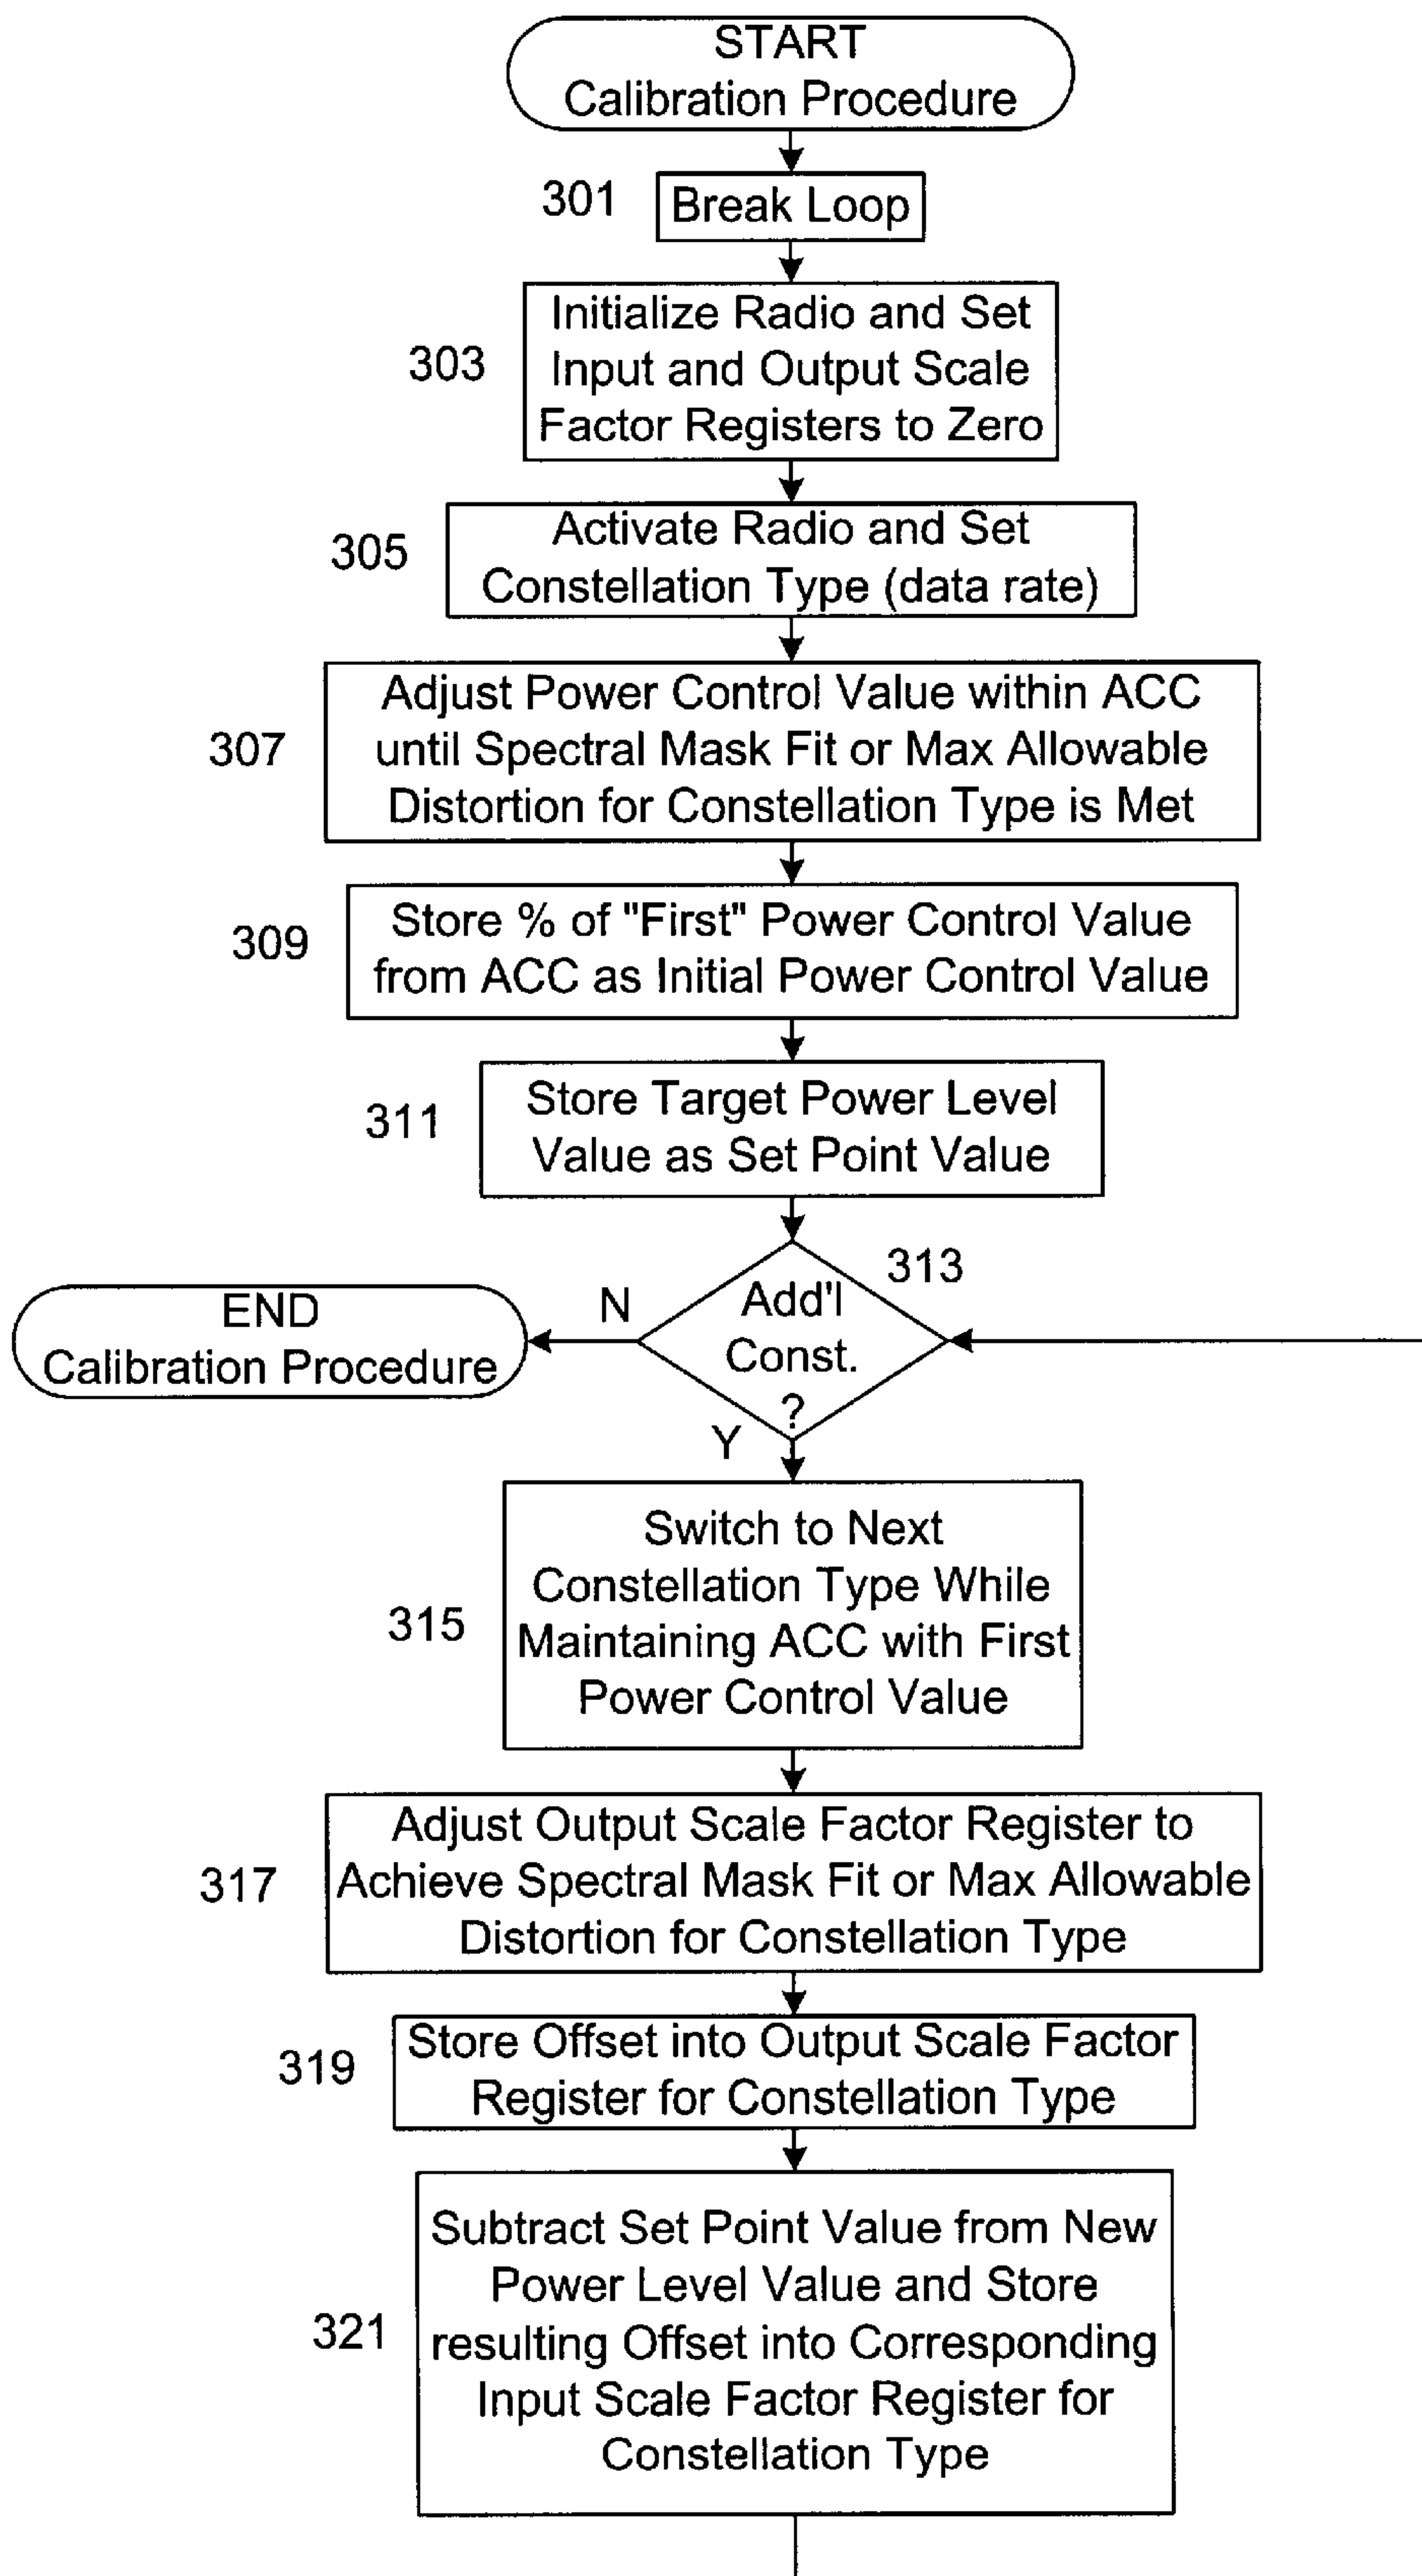 START
Calibration Procedure
301
Break Loop
303
Initialize Radio and Set
Input and Output Scale
Factor Registers to Zero
305
Activate Radio and Set
Constellation Type (data rate)
307
Adjust Power Control Value within ACC
until Spectral Mask Fit or Max Allowable
Distortion for Constellation Type is Met
309
Store % of "First" Power Control Value
from ACC as Initial Power Control Value
311
Store Target Power Level
Value as Set Point Value
313
Add'l
Const.
?
N
END
Calibration Procedure
Y
315
Switch to Next
Constellation Type While
Maintaining ACC with First
Power Control Value
317
Adjust Output Scale Factor Register to
Achieve Spectral Mask Fit or Max Allowable
Distortion for Constellation Type
319
Store Offset into Output Scale Factor
Register for Constellation Type
321
Subtract Set Point Value from New
Power Level Value and Store
resulting Offset into Corresponding
Input Scale Factor Register for
Constellation Type